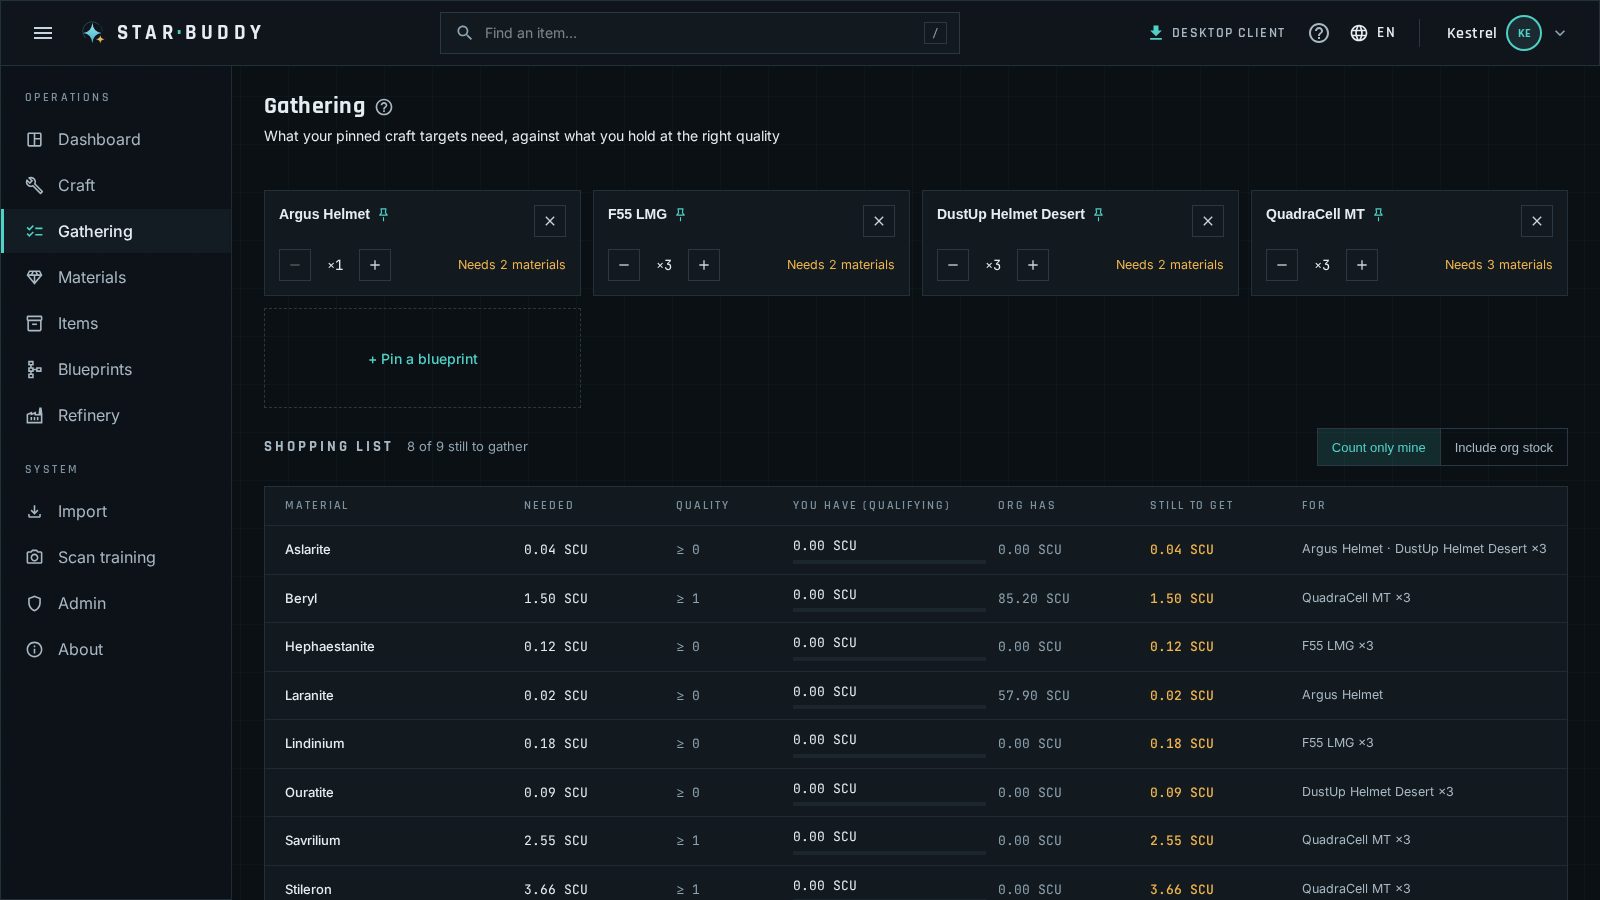 STAR·BUDDY
Find an item...
/
DESKTOP CLIENT
EN
Kestrel
KE
OPERATIONS
Dashboard
Craft
Gathering
Materials
Items
Blueprints
Refinery
SYSTEM
Import
Scan training
Admin
About
Gathering
What your pinned craft targets need, against what you hold at the right quality
Argus Helmet
×1
Needs 2 materials
F55 LMG
×3
Needs 2 materials
DustUp Helmet Desert
×3
Needs 2 materials
QuadraCell MT
×3
Needs 3 materials
+ Pin a blueprint
SHOPPING LIST 8 of 9 still to gather
Count only mine Include org stock
MATERIAL NEEDED QUALITY YOU HAVE (QUALIFYING) ORG HAS STILL TO GET FOR
Aslarite 0.04 SCU ≥ 0 0.00 SCU 0.00 SCU 0.04 SCU Argus Helmet · DustUp Helmet Desert ×3
Beryl 1.50 SCU ≥ 1 0.00 SCU 85.20 SCU 1.50 SCU QuadraCell MT ×3
Hephaestanite 0.12 SCU ≥ 0 0.00 SCU 0.00 SCU 0.12 SCU F55 LMG ×3
Laranite 0.02 SCU ≥ 0 0.00 SCU 57.90 SCU 0.02 SCU Argus Helmet
Lindinium 0.18 SCU ≥ 0 0.00 SCU 0.00 SCU 0.18 SCU F55 LMG ×3
Ouratite 0.09 SCU ≥ 0 0.00 SCU 0.00 SCU 0.09 SCU DustUp Helmet Desert ×3
Savrilium 2.55 SCU ≥ 1 0.00 SCU 0.00 SCU 2.55 SCU QuadraCell MT ×3
Stileron 3.66 SCU ≥ 1 0.00 SCU 0.00 SCU 3.66 SCU QuadraCell MT ×3